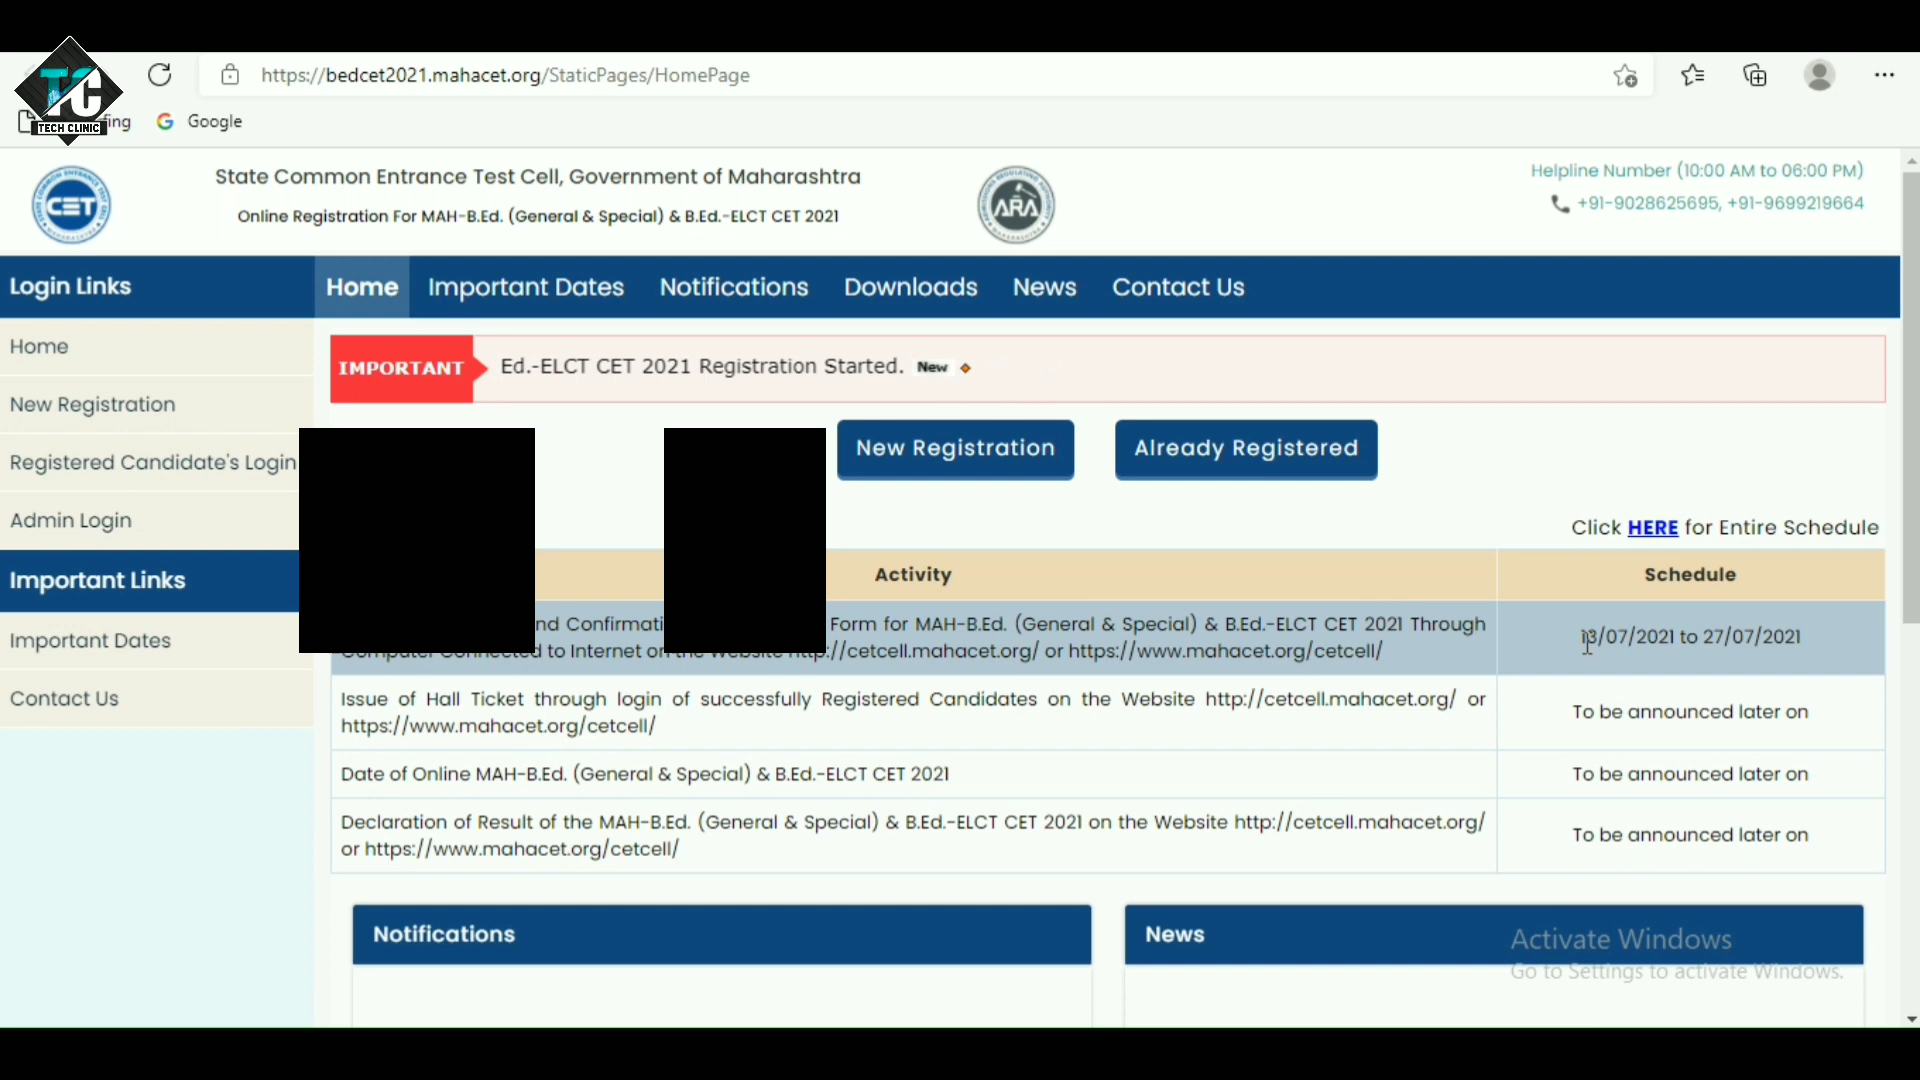 https://bedcet2021.mahacet.org/StaticPages/HomePage
TC
TECH CLINIC
Google
State Common Entrance Test Cell, Government of Maharashtra
Online Registration For MAH-B.Ed. (General & Special) & B.Ed.-ELCT CET 2021
CET
ARA
Helpline Number (10:00 AM to 06:00 PM)
+91-9028625695, +91-9699219664
Login Links
Home Important Dates Notifications Downloads News Contact Us
Home
New Registration
Registered Candidate's Login
Admin Login
Important Links
Important Dates
Contact Us
IMPORTANT Ed.-ELCT CET 2021 Registration Started. New
New Registration Already Registered
Click HERE for Entire Schedule
Activity Schedule
Form for MAH-B.Ed. (General & Special) & B.Ed.-ELCT CET 2021 Through
Computer Connected to Internet on the Website http://cetcell.mahacet.org/ or https://www.mahacet.org/cetcell/
/07/2021 to 27/07/2021
Issue of Hall Ticket through login of successfully Registered Candidates on the Website http://cetcell.mahacet.org/ or
https://www.mahacet.org/cetcell/
To be announced later on
Date of Online MAH-B.Ed. (General & Special) & B.Ed.-ELCT CET 2021
To be announced later on
Declaration of Result of the MAH-B.Ed. (General & Special) & B.Ed.-ELCT CET 2021 on the Website http://cetcell.mahacet.org/
or https://www.mahacet.org/cetcell/
To be announced later on
Notifications
News
Activate Windows
Go to Settings to activate Windows.